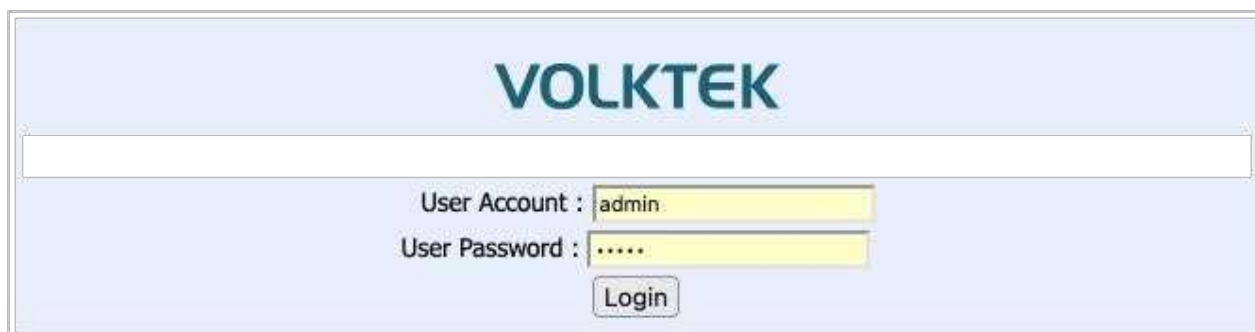 VOLKTEK
User Account : admin
User Password : •••••
Login